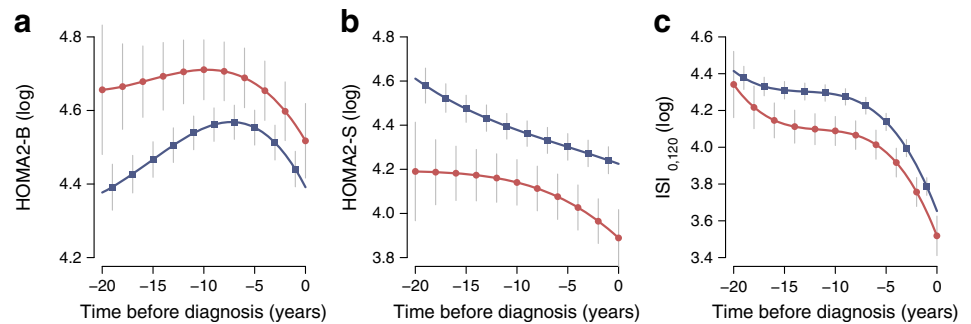 a
HOMA2-B (log)
4.8
4.6
4.4
4.2
−20 −15 −10 −5 0
Time before diagnosis (years)
b
HOMA2-S (log)
4.8
4.6
4.4
4.2
4.0
3.8
−20 −15 −10 −5 0
Time before diagnosis (years)
c
ISI 0,120 (log)
4.6
4.4
4.2
4.0
3.8
3.6
3.4
−20 −15 −10 −5 0
Time before diagnosis (years)